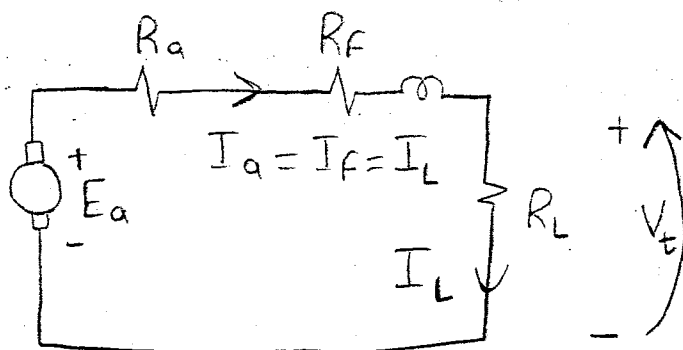 Ra Rf
Ia = If = IL
+
Ea
-
RL
IL
+
Vt
-